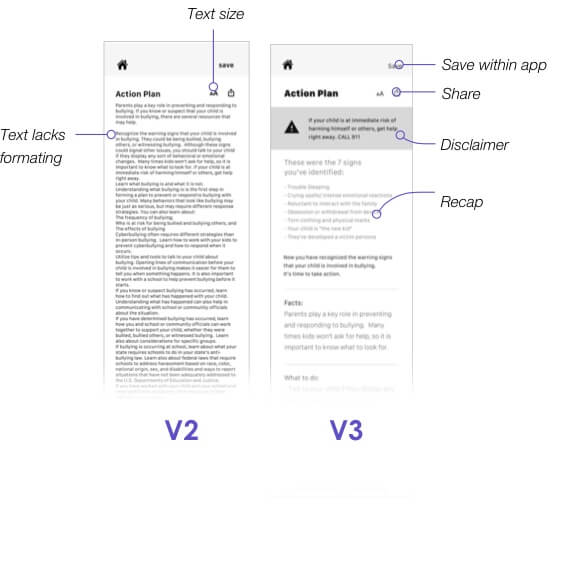 Text size
save
Action Plan
AA
Parents play a key role in preventing and responding to
bullying. If you know or suspect that your child is
involved in bullying, there are several resources that
may help.
Text lacks
formating
Recognize the warning signs that your child is involved
in bullying. They could be being bullied, bullying
others, or witnessing bullying. Although these signs
could signal other issues, you should talk to your child
if they display any sort of behavioral or emotional
changes. Many times kids won't ask for help, so it is
important to know what to look for. If your child is at
immediate risk of harming himself or others, get help
right away.
Learn what bullying is and what it is not.
Understanding what bullying is is the first step in
forming a plan to prevent or respond to bullying with
your child. Many behaviors that look like bullying may
be just as serious, but may require different response
strategies. You can also learn about:
The frequency of bullying
Who is at risk for being bullied and bullying others, and
The effects of bullying
Cyberbullying often requires different strategies than
in-person bullying. Learn how to work with your kids to
prevent cyberbullying and how to respond when it
occurs.
Utilize tips and tools to talk to your child about
bullying. Opening lines of communication before your
child is involved in bullying makes it easier for them to
tell you when something happens. It is also important
to work with a school to help prevent bullying before it
starts.
If you know or suspect bullying has occurred, learn
how to find out what has happened with your child.
Understanding what has happened can also help in
communicating with school or community officials
about the situation.
If you have determined bullying has occurred, learn
how you and school or community officials can work
together to support your child, whether they were
bullied, bullied others, or witnessed bullying. Learn
also about considerations for specific groups.
If bullying is occurring at school, learn about what your
state requires schools to do in your state's anti-
bullying law. Learn also about federal laws that require
schools to address harassment based on race, color,
national origin, sex, and disabilities and ways to report
situations that have not been adequately addressed to
the U.S. Departments of Education and Justice.
If you have worked with your child and your school and
V2
Save
Save within app
Action Plan
AA
Share
If your child is at immediate risk of
harming himself or others, get help
right away. CALL 911
Disclaimer
These were the 7 signs
you've identified:
- Trouble Sleeping
- Crying apathy/intense emotional reactions
- Reluctant to interact with the family
- Obsession or withdrawal from
- Torn clothing and physical marks
- Your child is "the new kid"
- They've developed a victim persona
Recap
Now you have recognized the warning signs
that your child is involved in bullying.
It's time to take action.
Facts:
Parents play a key role in preventing
and responding to bullying. Many
times kids won't ask for help, so it is
important to know what to look for.
What to do:
V3